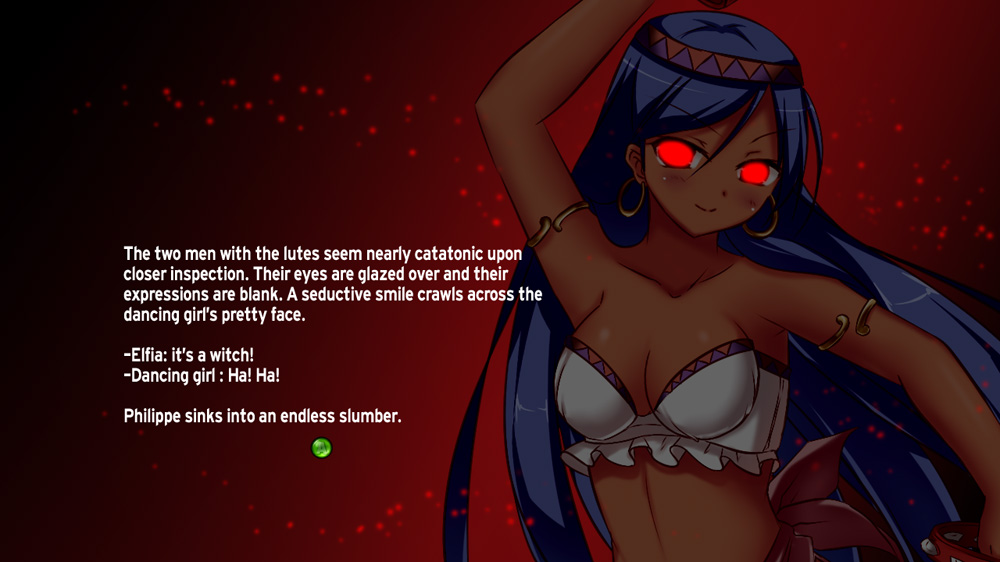 The two men with the lutes seem nearly catatonic upon
closer inspection. Their eyes are glazed over and their
expressions are blank. A seductive smile crawls across the
dancing girl's pretty face.
-Elfia: it's a witch!
-Dancing girl : Ha! Ha!
Philippe sinks into an endless slumber.